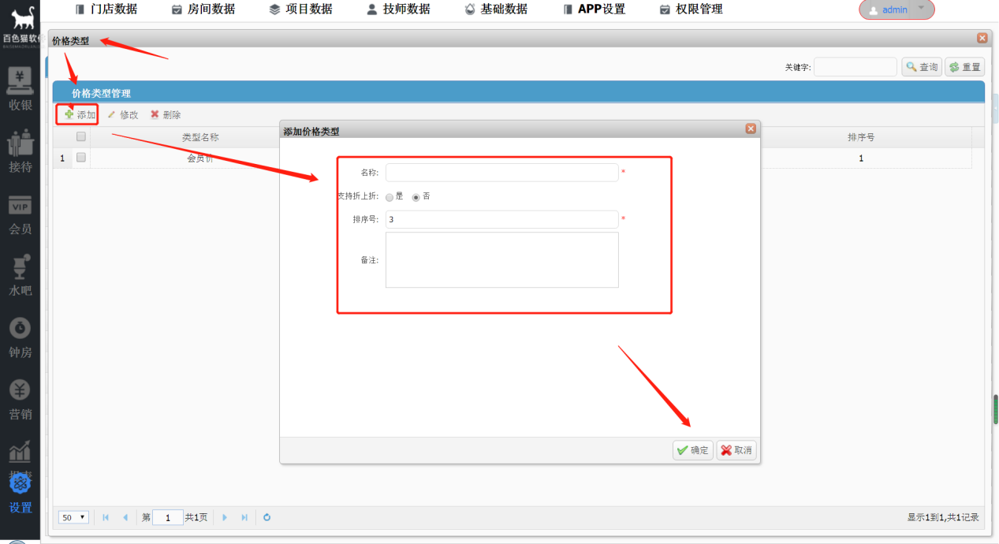 门店数据 房间数据 项目数据 技师数据 基础数据 APP设置 权限管理 admin
百色猫软
价格类型
关键字: 查询 重置
价格类型管理
添加 修改 删除
类型名称 排序号
1 会员价 1
添加价格类型
名称: *
支持折上折: 是 否
排序号: 3 *
备注:
确定 取消
收银
接待
VIP
会员
水吧
钟房
营销
设置
50 第 1 共1页 显示1到1,共1记录